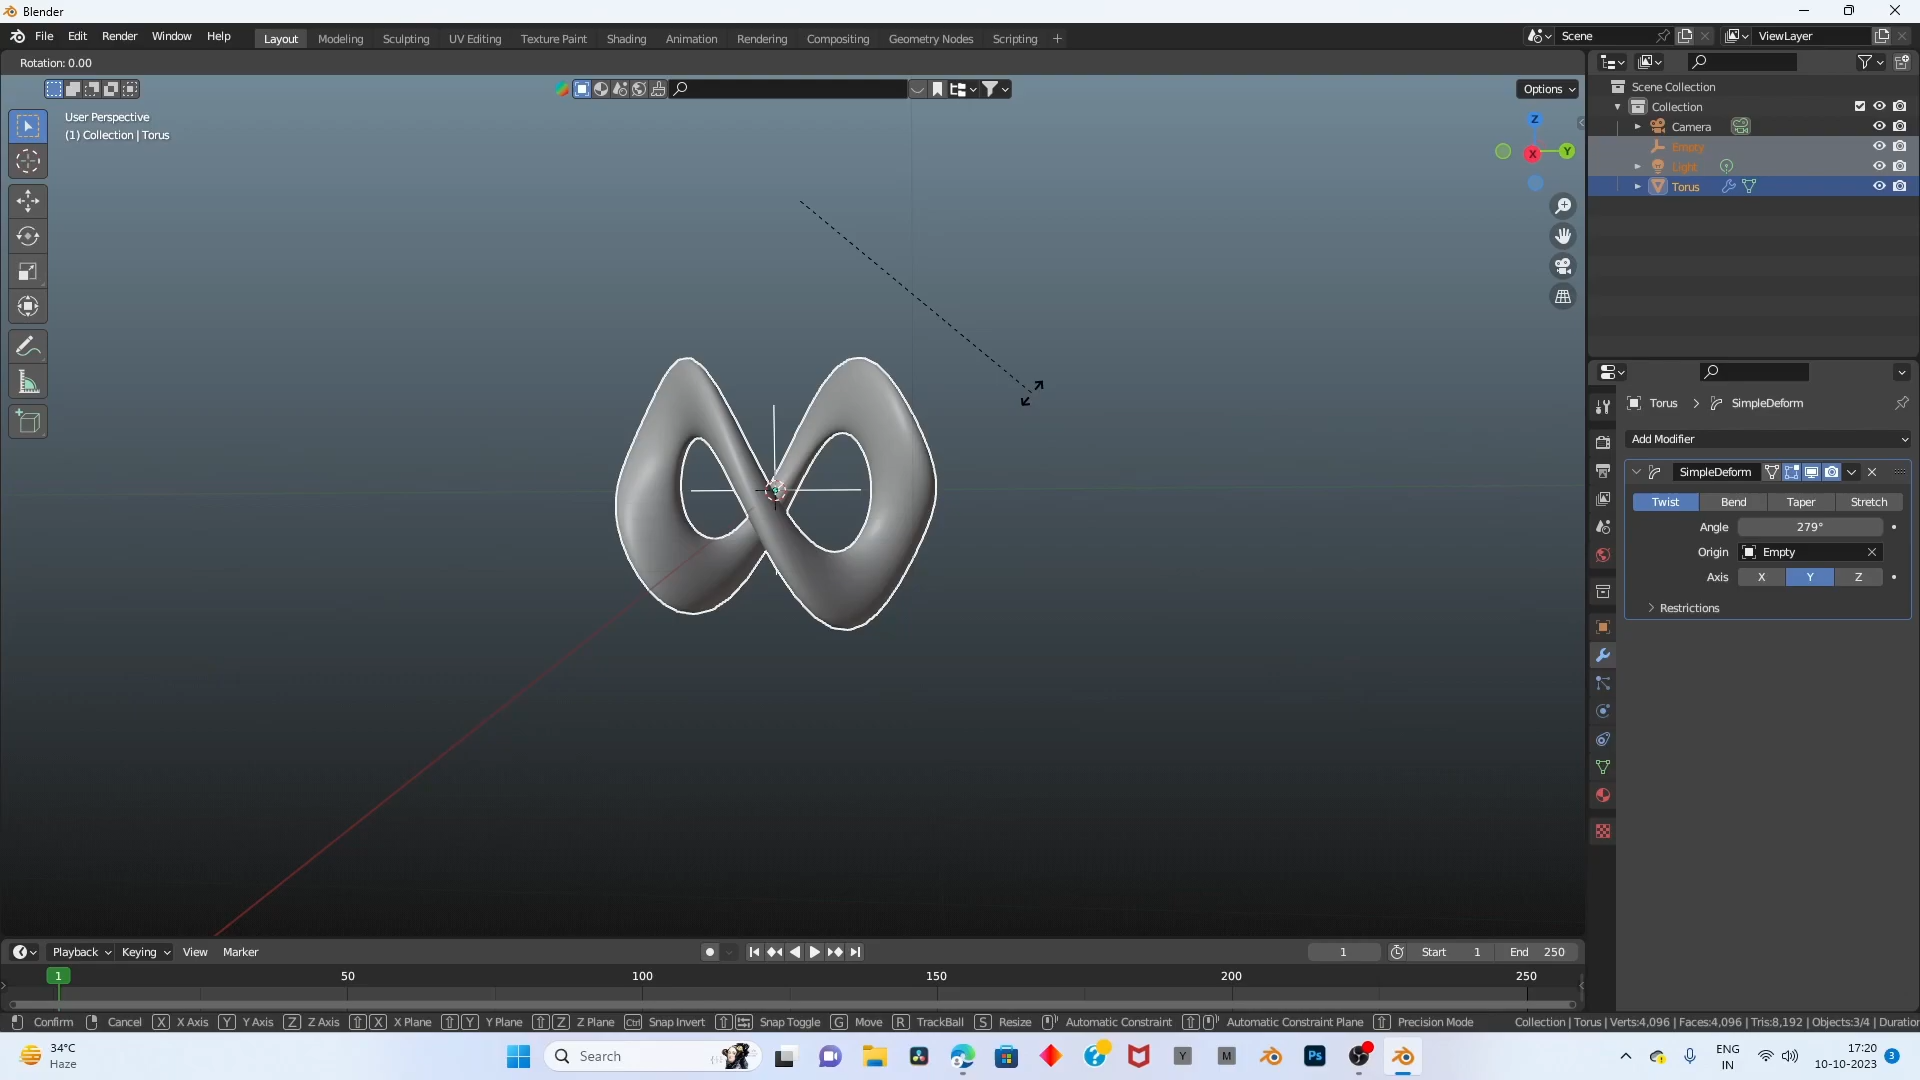 Blender
File Edit Render Window Help Layout Modeling Sculpting UV Editing Texture Paint Shading Animation Rendering Compositing Geometry Nodes Scripting + Scene ViewLayer
Rotation: 0.00
Options
User Perspective
(1) Collection | Torus
Z
X
Y
Scene Collection
Collection
Camera
Empty
Light
Torus
Torus SimpleDeform
Add Modifier
SimpleDeform
Twist Bend Taper Stretch
Angle 279°
Origin Empty
Axis X Y Z
Restrictions
Playback Keying View Marker 1 Start 1 End 250
1 50 100 150 200 250
Confirm Cancel X X Axis Y Y Axis Z Z Axis X X Plane Y Y Plane Z Z Plane Ctrl Snap Invert Snap Toggle G Move R TrackBall S Resize Automatic Constraint Automatic Constraint Plane Precision Mode Collection | Torus | Verts:4,096 | Faces:4,096 | Tris:8,192 | Objects:3/4 | Duratio
34°C
Haze
Search
Y
M
Ps
ENG
IN
17:20
10-10-2023
3